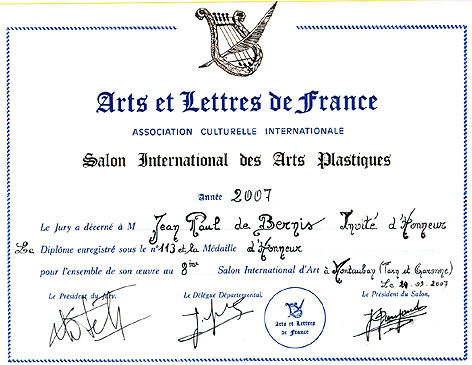 Arts et Lettres de France
ASSOCIATION CULTURELLE INTERNATIONALE
Salon International des Arts Plastiques
Année 2007
Le Jury a décerné à M Jean Paul de Bernis Invité d'Honneur
Le Diplôme enregistré sous le n° 113 et la Médaille d'Honneur
pour l'ensemble de son œuvre au 8ème Salon International d'Art à Montauban (Tarn et Garonne)
Le 29.03.2007
Le Président du Jury, Le Délégué Départemental, Le Président du Salon,
Arts et Lettres
de France